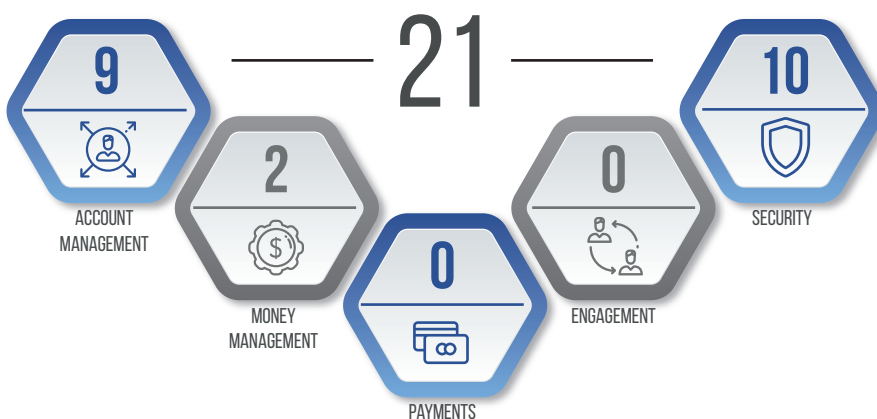 21
9
ACCOUNT
MANAGEMENT
2
$
MONEY
MANAGEMENT
0
PAYMENTS
0
ENGAGEMENT
10
SECURITY